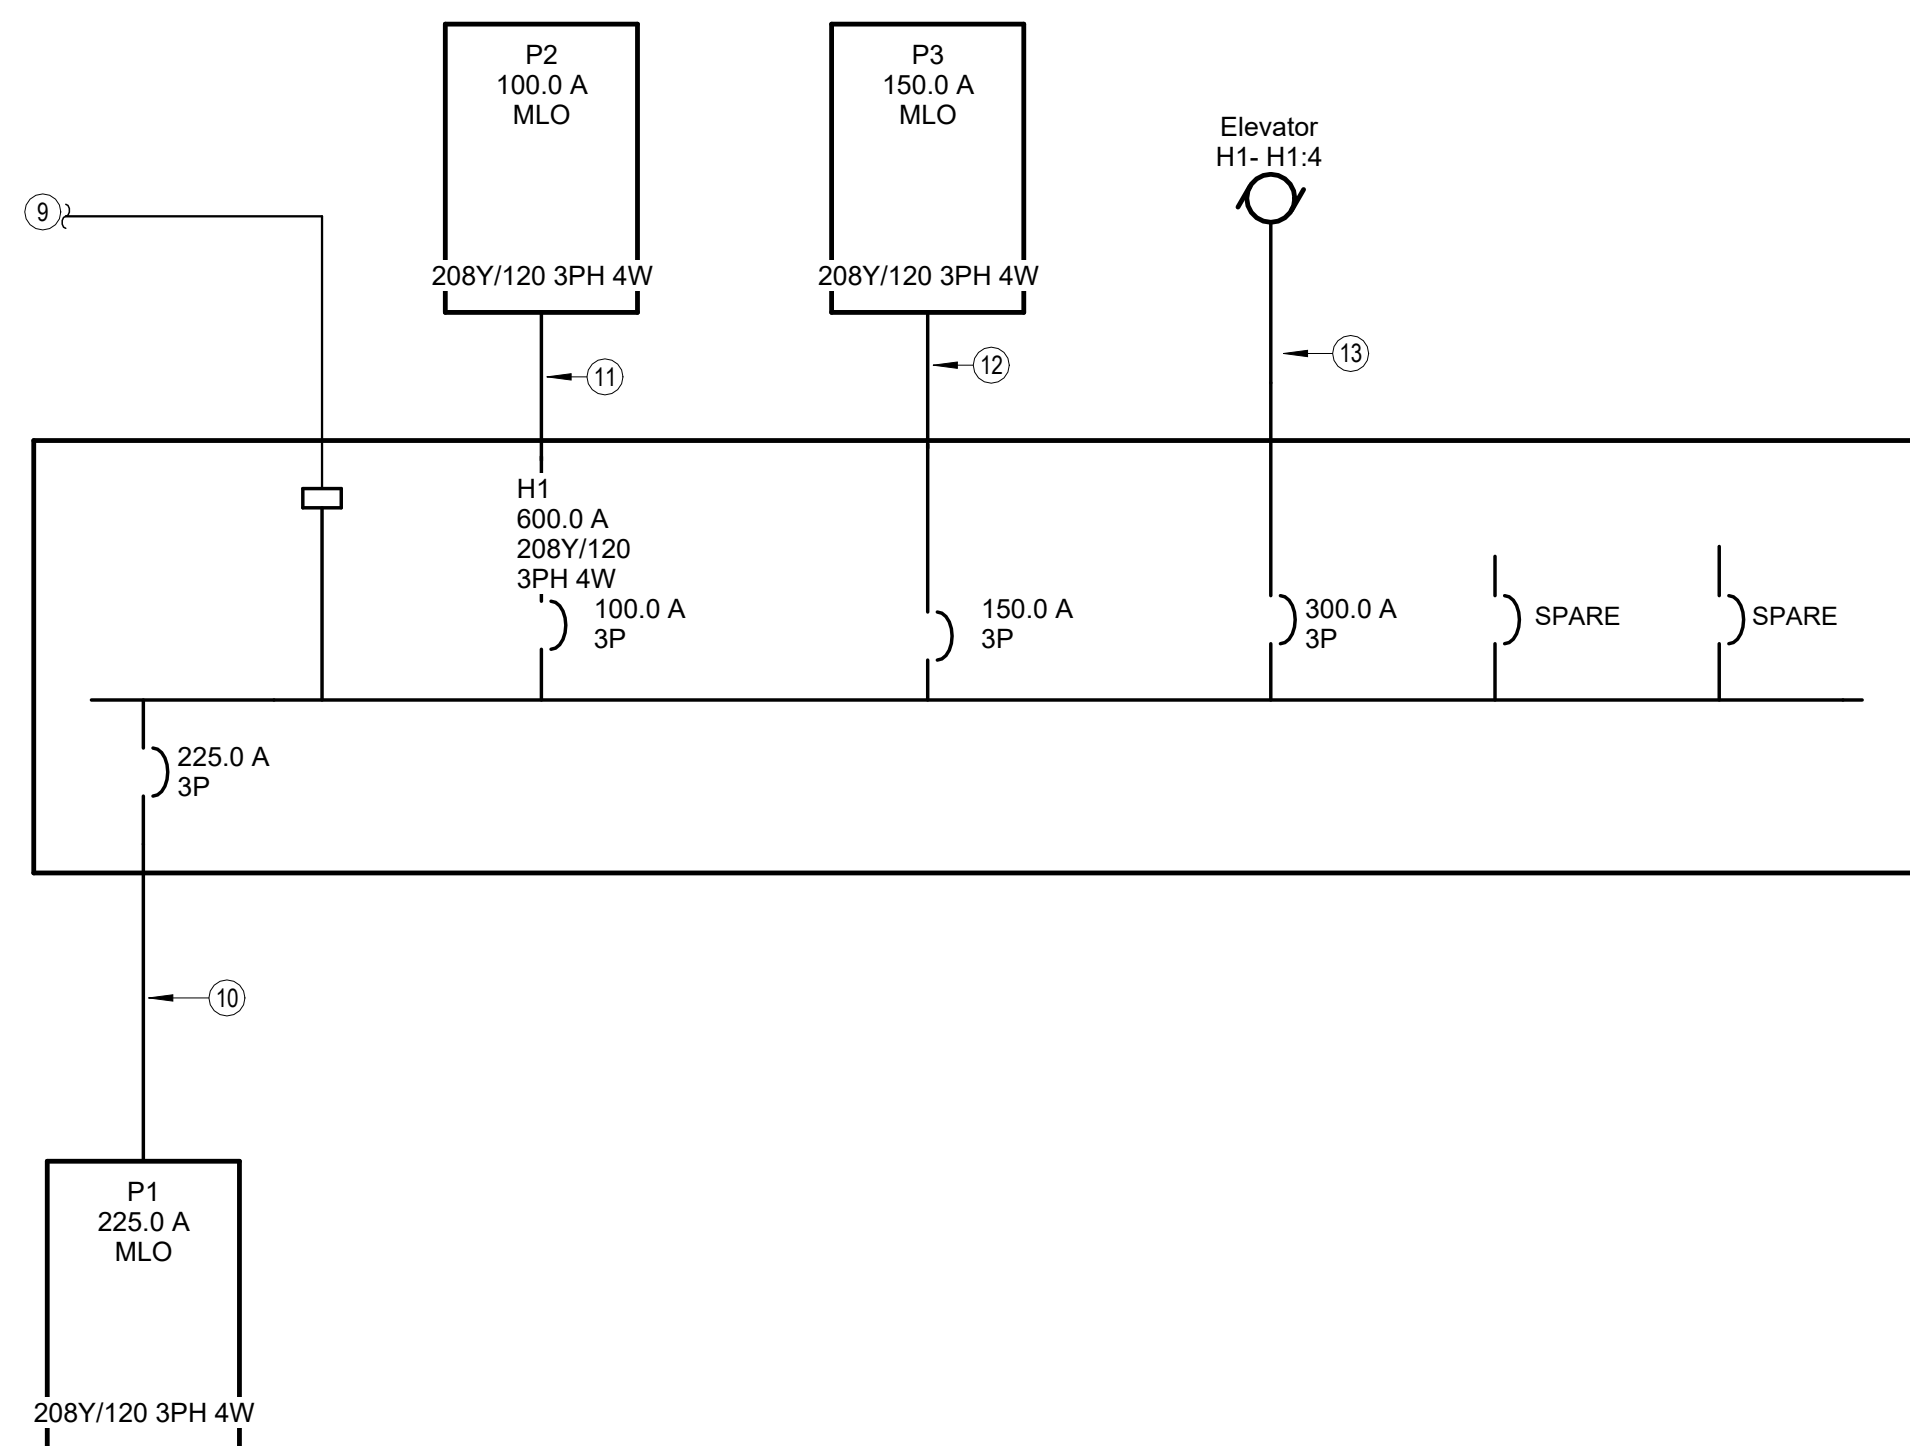 P2
100.0 A
MLO
208Y/120 3PH 4W
P3
150.0 A
MLO
208Y/120 3PH 4W
Elevator
H1- H1:4
9
11
12
13
H1
600.0 A
208Y/120
3PH 4W
100.0 A
3P
150.0 A
3P
300.0 A
3P
SPARE
SPARE
225.0 A
3P
10
P1
225.0 A
MLO
208Y/120 3PH 4W